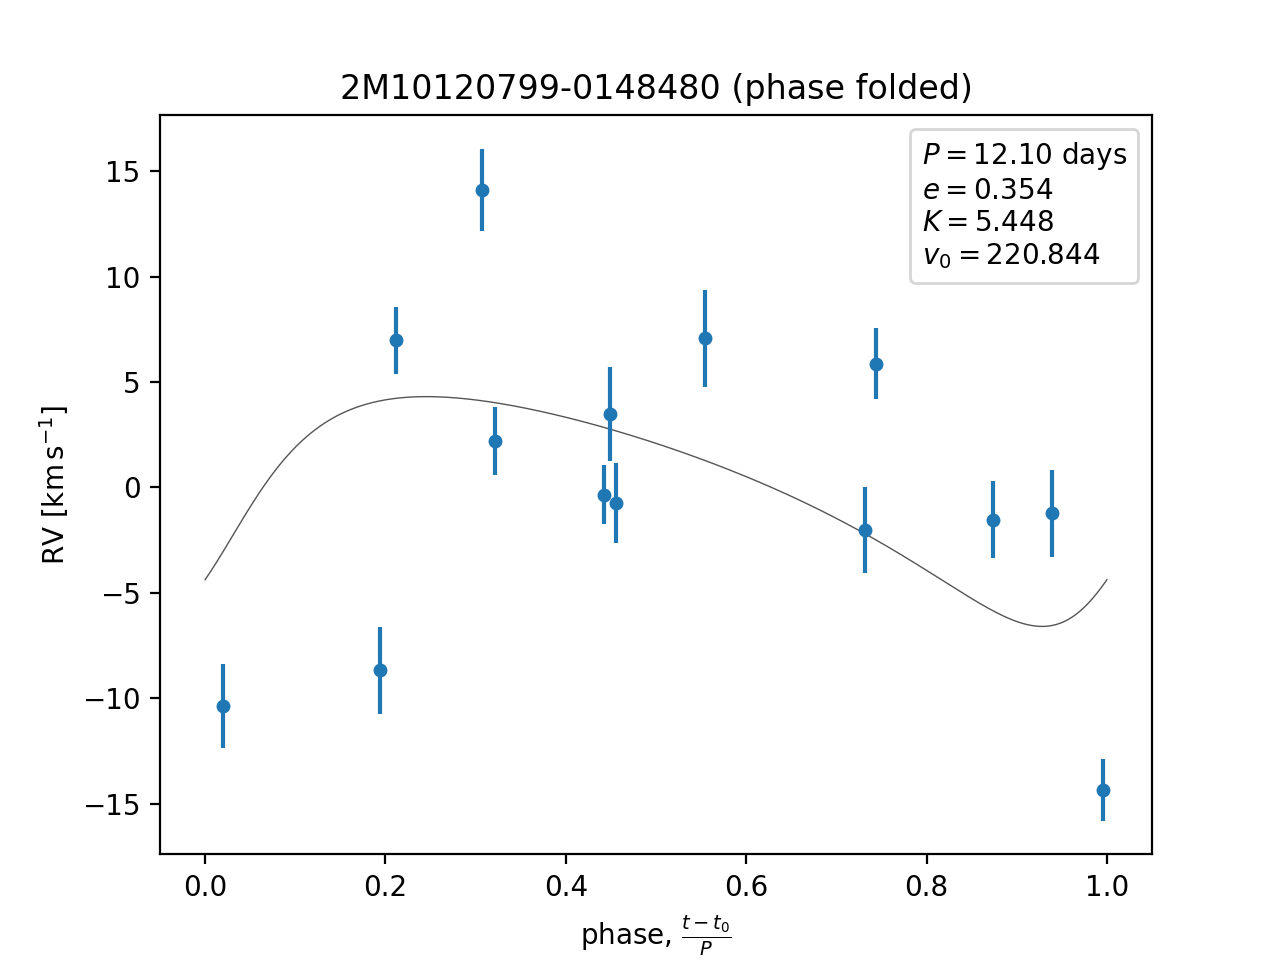 2M10120799-0148480 (phase folded)
P = 12.10 days
e = 0.354
K = 5.448
v₀ = 220.844
15
10
5
0
−5
−10
−15
RV [km s⁻¹]
0.0 0.2 0.4 0.6 0.8 1.0
phase, (t − t₀)/P